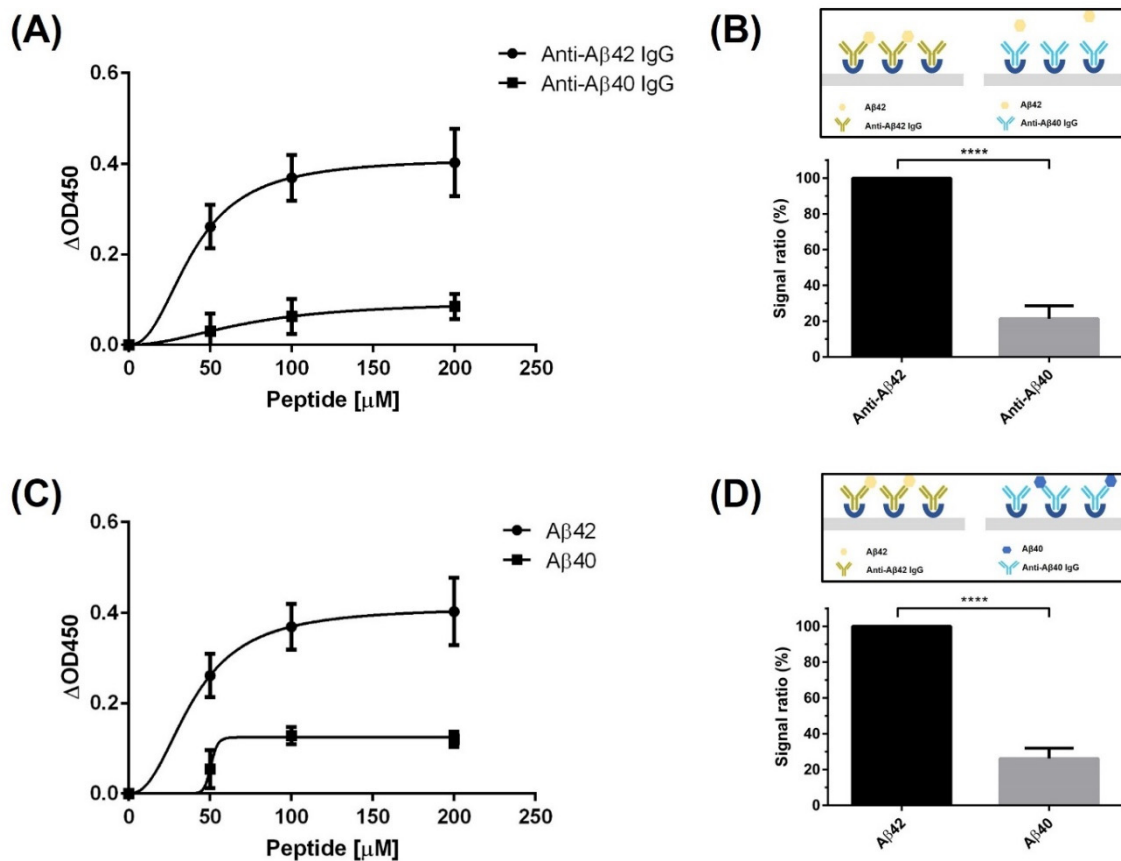 (A)
Anti-Aβ42 IgG
Anti-Aβ40 IgG
0.6
0.4
0.2
0.0
ΔOD450
0 50 100 150 200 250
Peptide [μM]
(B)
Aβ42
Anti-Aβ42 IgG
Aβ42
Anti-Aβ40 IgG
****
100
80
60
40
20
0
Signal ratio (%)
Anti-Aβ42
Anti-Aβ40
(C)
Aβ42
Aβ40
0.6
0.4
0.2
0.0
ΔOD450
0 50 100 150 200 250
Peptide [μM]
(D)
Aβ42
Anti-Aβ42 IgG
Aβ40
Anti-Aβ40 IgG
****
100
80
60
40
20
0
Signal ratio (%)
Aβ42
Aβ40